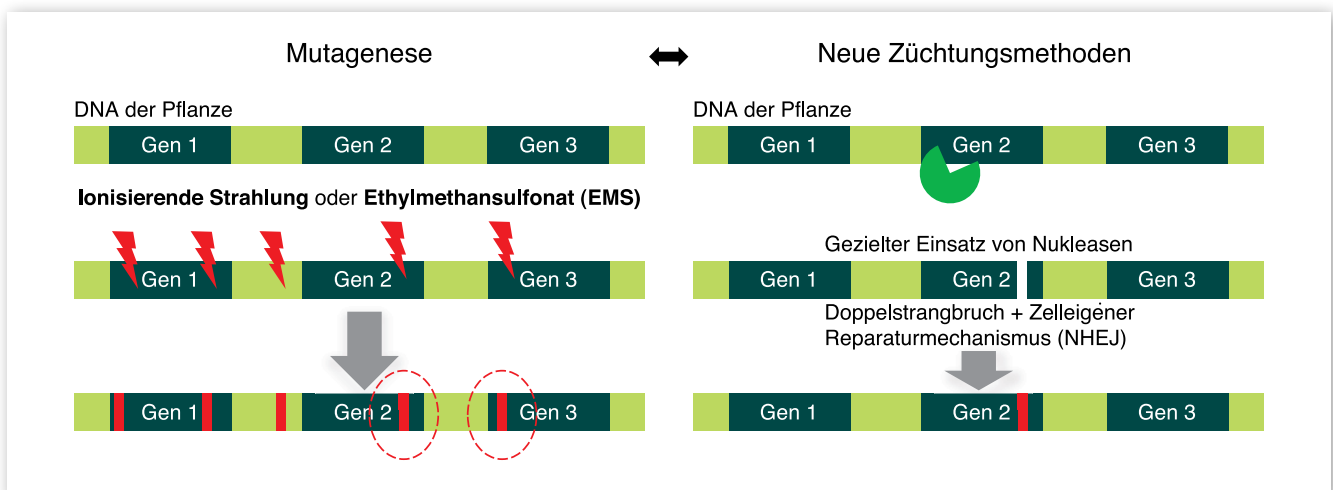 Mutagenese
DNA der Pflanze
Gen 1 Gen 2 Gen 3
Ionisierende Strahlung oder Ethylmethansulfonat (EMS)
Gen 1 Gen 2 Gen 3
Gen 1 Gen 2 Gen 3
Neue Züchtungsmethoden
DNA der Pflanze
Gen 1 Gen 2 Gen 3
Gezielter Einsatz von Nukleasen
Gen 1 Gen 2 Gen 3
Doppelstrangbruch + Zelleigener
Reparaturmechanismus (NHEJ)
Gen 1 Gen 2 Gen 3